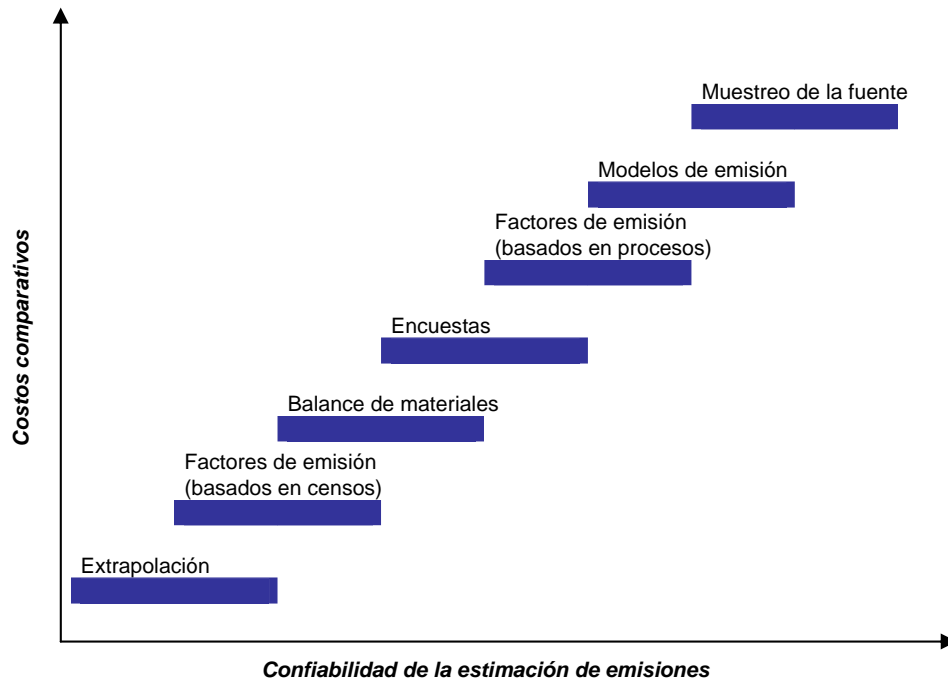 Muestreo de la fuente
Modelos de emisión
Factores de emisión
(basados en procesos)
Encuestas
Balance de materiales
Factores de emisión
(basados en censos)
Extrapolación
Costos comparativos
Confiabilidad de la estimación de emisiones